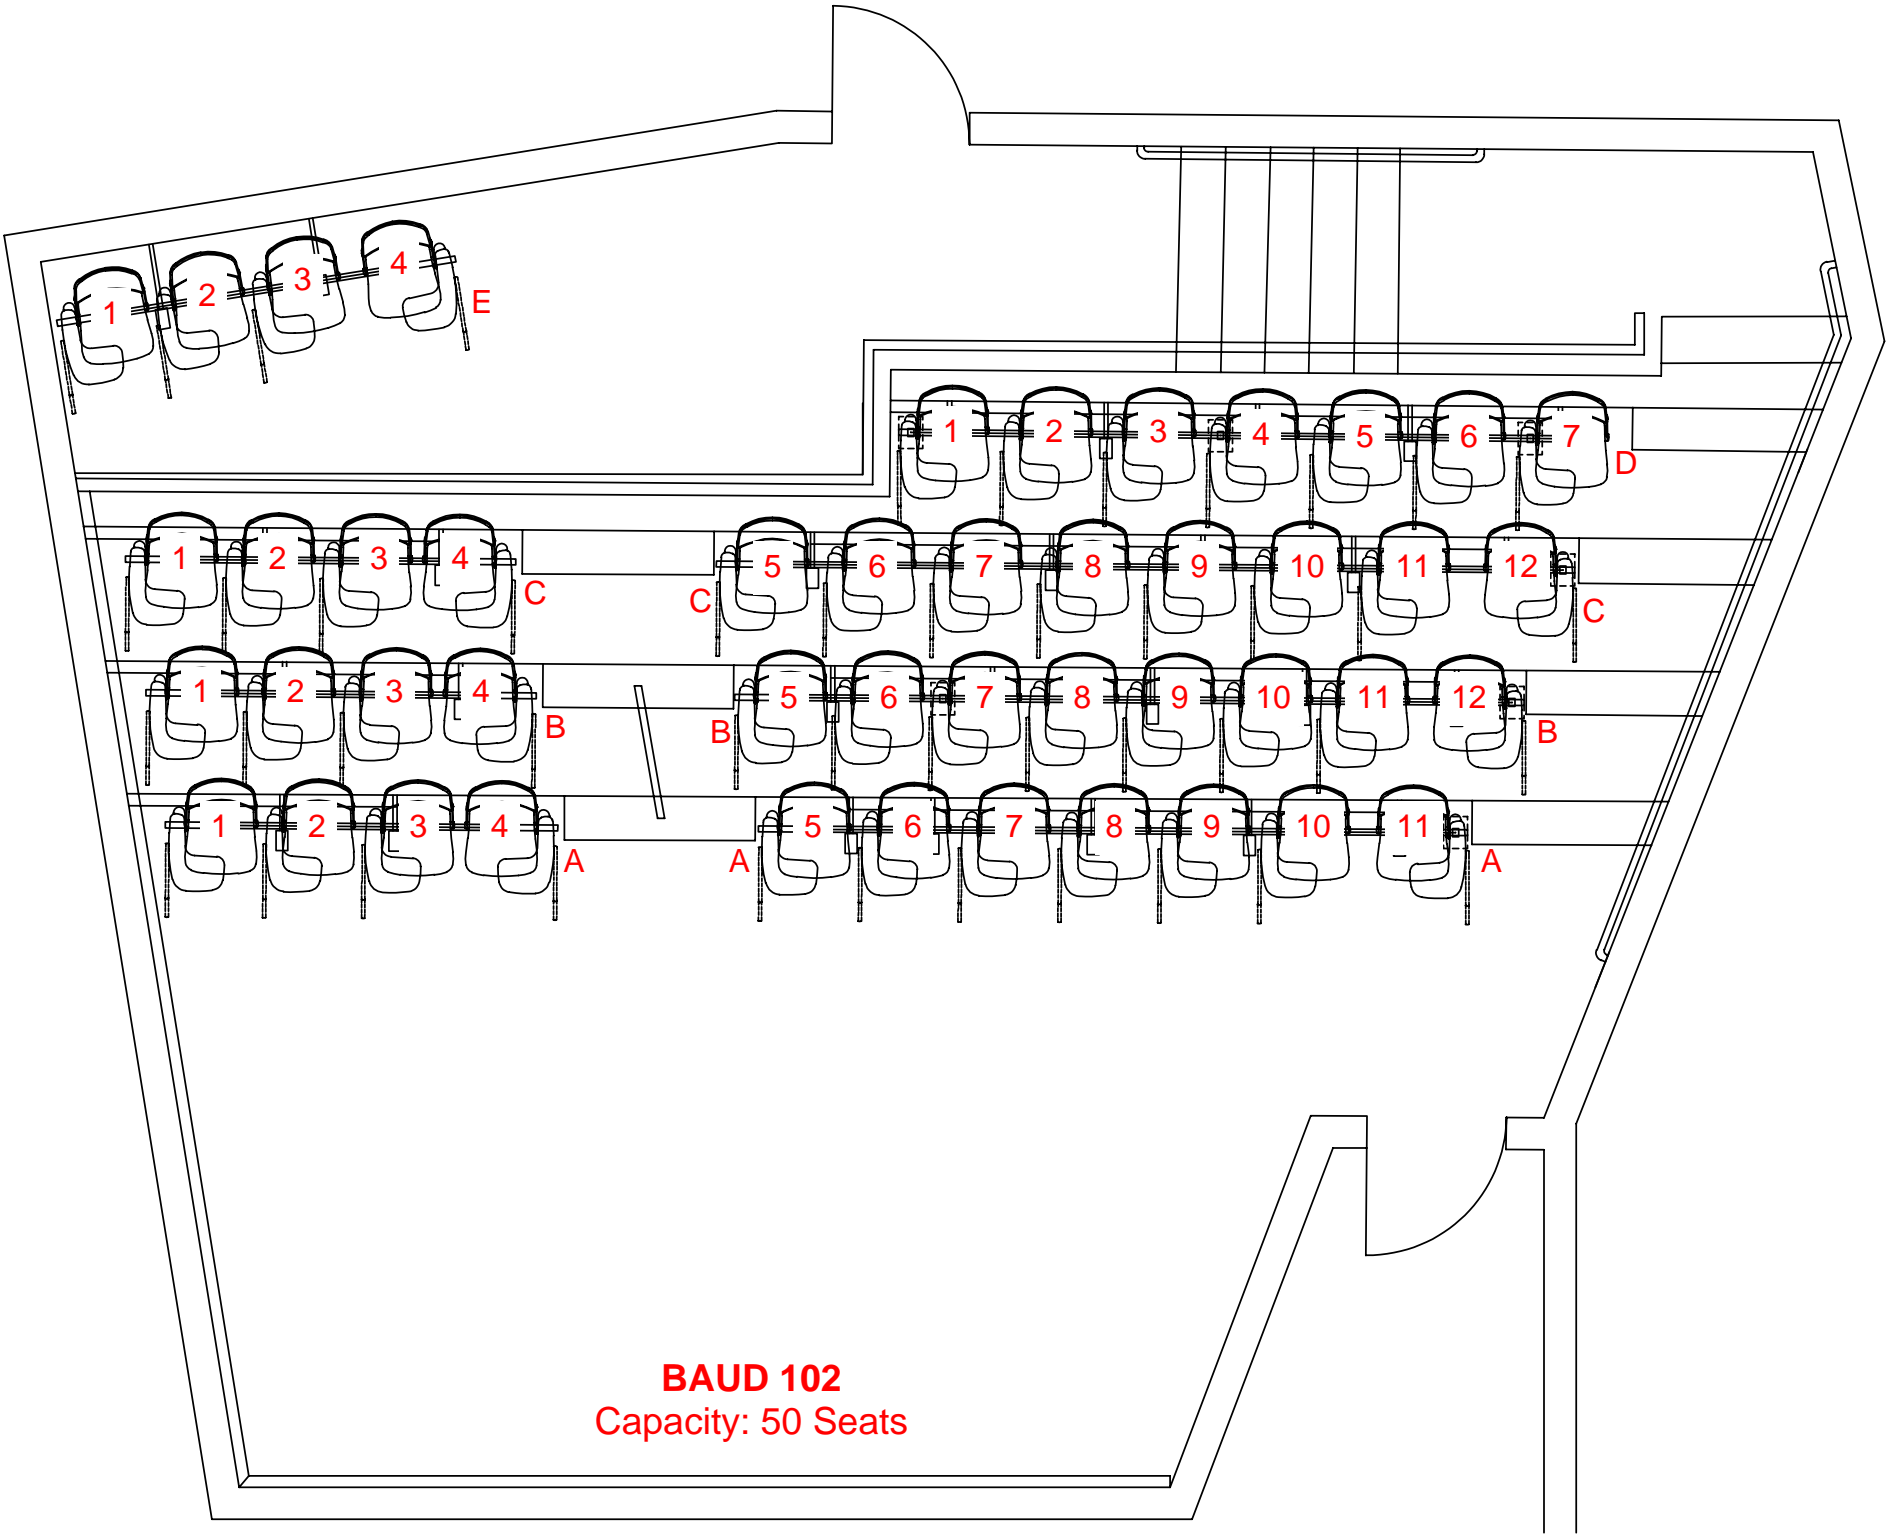 1 2 3 4 E
1 2 3 4 5 6 7 D
1 2 3 4 C C 5 6 7 8 9 10 11 12 C
1 2 3 4 B B 5 6 7 8 9 10 11 12 B
1 2 3 4 A A 5 6 7 8 9 10 11 A
BAUD 102
Capacity: 50 Seats